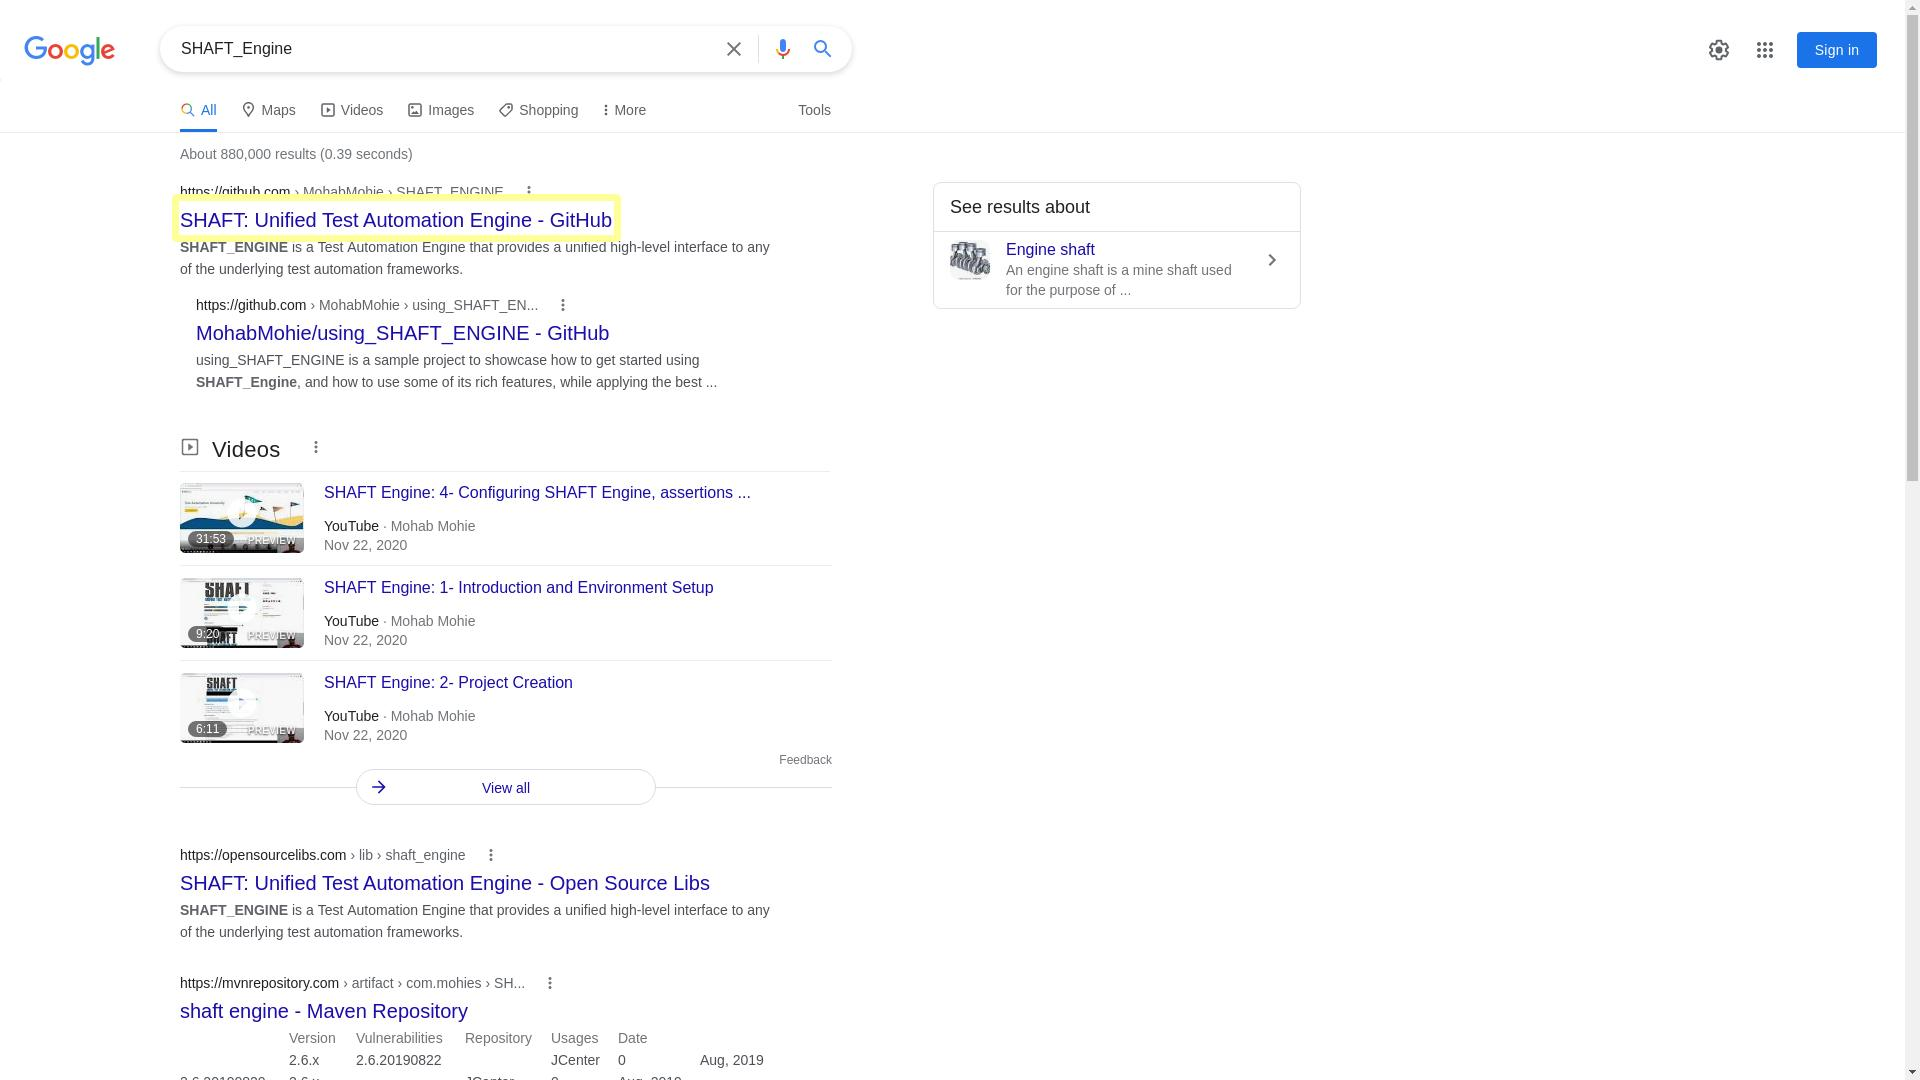 Google
SHAFT_Engine
Sign in
All
Maps
Videos
Images
Shopping
More
Tools
About 880,000 results (0.39 seconds)
https://github.com › MohabMohie › SHAFT_ENGINE
SHAFT: Unified Test Automation Engine - GitHub
SHAFT_ENGINE is a Test Automation Engine that provides a unified high-level interface to any
of the underlying test automation frameworks.
https://github.com › MohabMohie › using_SHAFT_EN...
MohabMohie/using_SHAFT_ENGINE - GitHub
using_SHAFT_ENGINE is a sample project to showcase how to get started using
SHAFT_Engine, and how to use some of its rich features, while applying the best ...
See results about
Engine shaft
An engine shaft is a mine shaft used
for the purpose of ...
Videos
SHAFT Engine: 4- Configuring SHAFT Engine, assertions ...
YouTube · Mohab Mohie
Nov 22, 2020
31:53
PREVIEW
SHAFT Engine: 1- Introduction and Environment Setup
YouTube · Mohab Mohie
Nov 22, 2020
SHAFT
9:20
PREVIEW
SHAFT
SHAFT Engine: 2- Project Creation
YouTube · Mohab Mohie
Nov 22, 2020
SHAFT
6:11
PREVIEW
Feedback
View all
https://opensourcelibs.com › lib › shaft_engine
SHAFT: Unified Test Automation Engine - Open Source Libs
SHAFT_ENGINE is a Test Automation Engine that provides a unified high-level interface to any
of the underlying test automation frameworks.
https://mvnrepository.com › artifact › com.mohies › SH...
shaft engine - Maven Repository
Version Vulnerabilities Repository Usages Date
2.6.x 2.6.20190822 JCenter 0 Aug, 2019